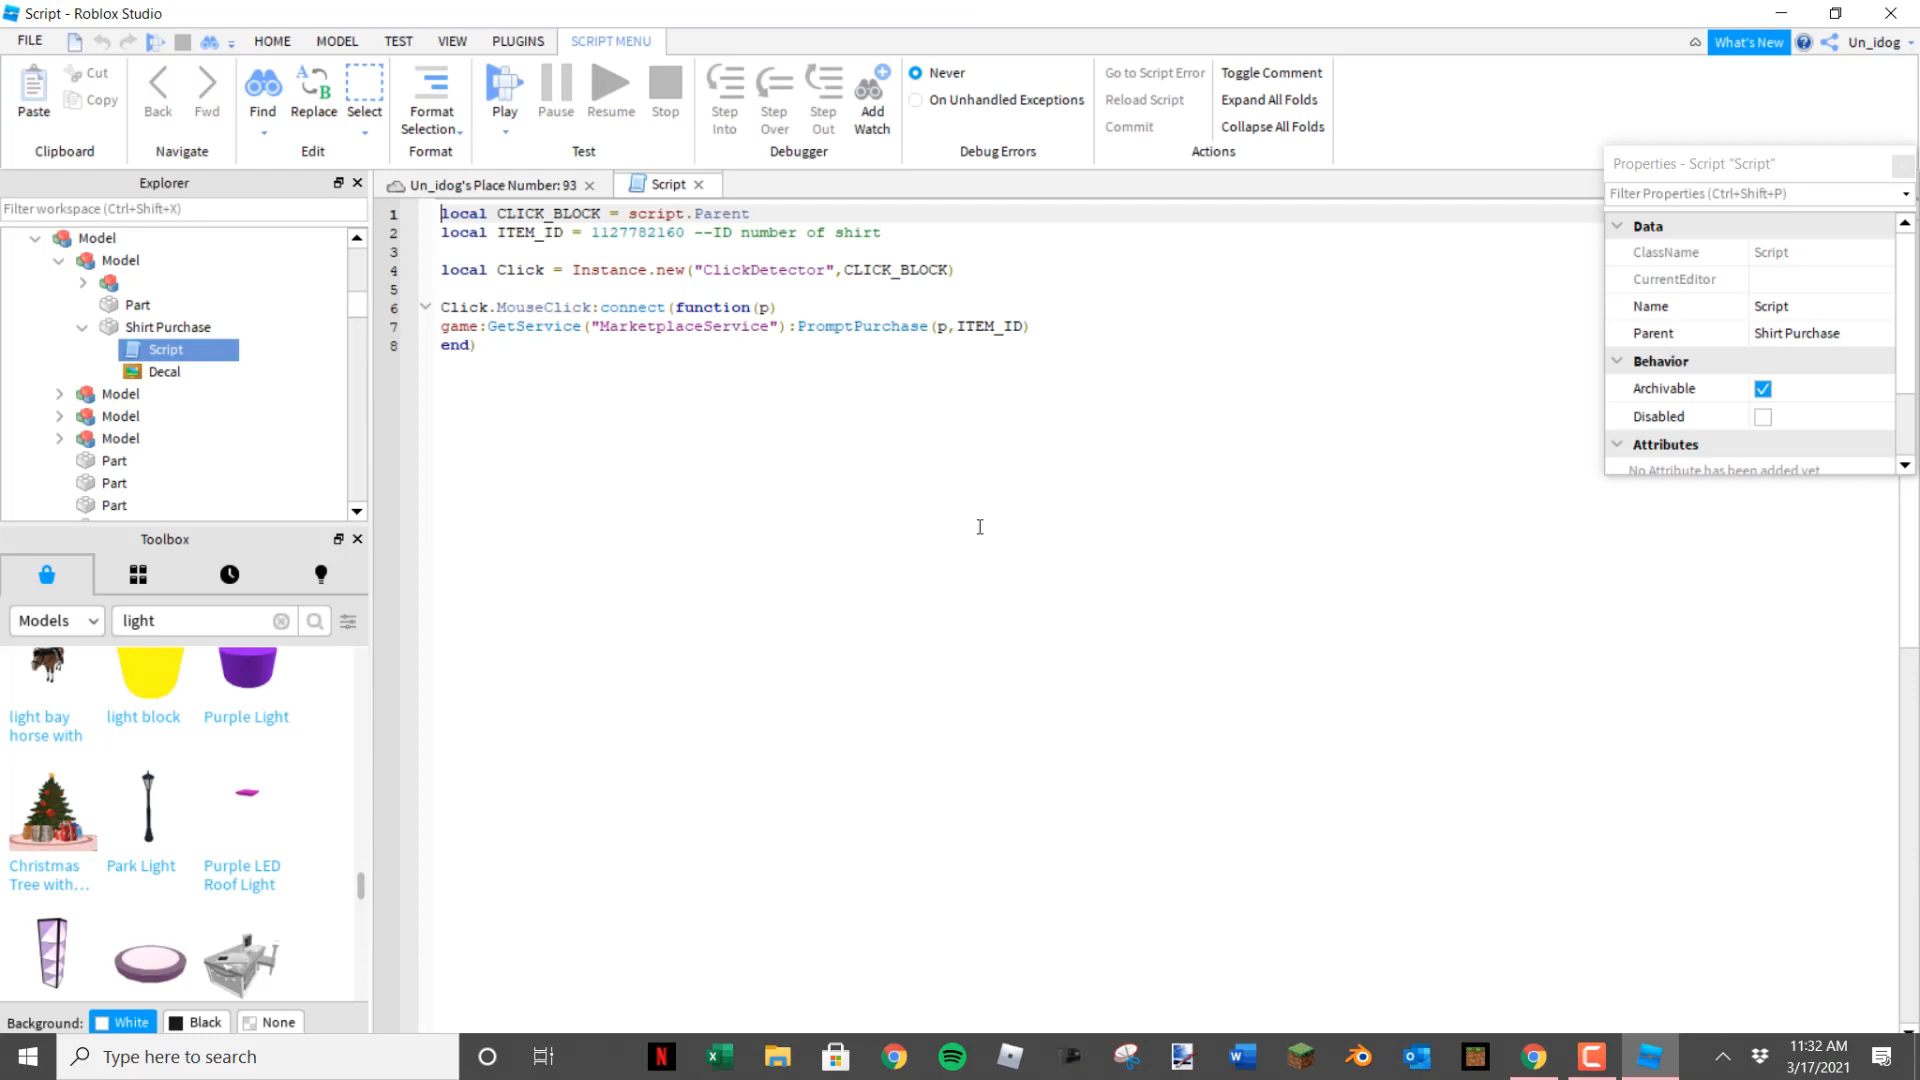 Script - Roblox Studio
FILE HOME MODEL TEST VIEW PLUGINS SCRIPT MENU What's New Un_idog
Paste Cut Copy Back Fwd Find Replace Select Format Selection Play Pause Resume Stop Step Into Step Over Step Out Add Watch
Never
On Unhandled Exceptions
Go to Script Error
Reload Script
Commit
Toggle Comment
Expand All Folds
Collapse All Folds
Clipboard Navigate Edit Format Test Debugger Debug Errors Actions
Explorer
Filter workspace (Ctrl+Shift+X)
Model
Model
Part
Shirt Purchase
Script
Decal
Model
Model
Model
Part
Part
Part
Un_idog's Place Number: 93 Script
1 local CLICK_BLOCK = script.Parent
2 local ITEM_ID = 1127782160 --ID number of shirt
3
4 local Click = Instance.new("ClickDetector",CLICK_BLOCK)
5
6 Click.MouseClick:connect(function(p)
7 game:GetService("MarketplaceService"):PromptPurchase(p,ITEM_ID)
8 end)
Properties - Script "Script"
Filter Properties (Ctrl+Shift+P)
Data
ClassName Script
CurrentEditor
Name Script
Parent Shirt Purchase
Behavior
Archivable
Disabled
Attributes
No Attribute has been added yet
Toolbox
Models light
light bay horse with
light block
Purple Light
Christmas Tree with...
Park Light
Purple LED Roof Light
Background: White Black None
Type here to search
11:32 AM
3/17/2021